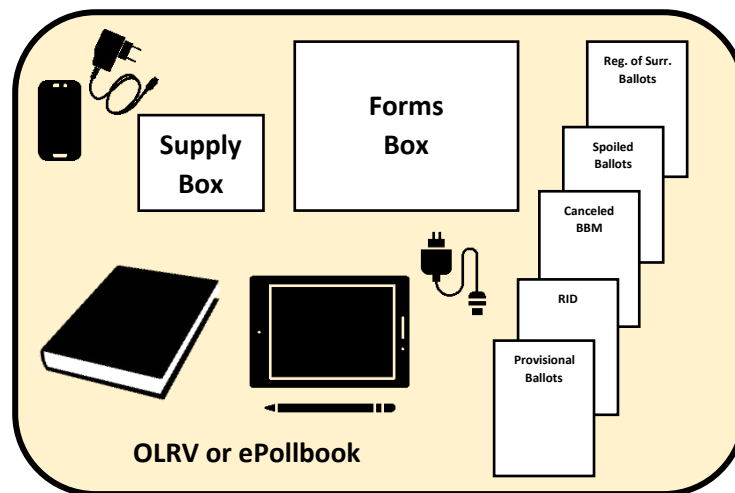 Supply
Box
Forms
Box
Reg. of Surr.
Ballots
Spoiled
Ballots
Canceled
BBM
RID
Provisional
Ballots
OLRV or ePollbook